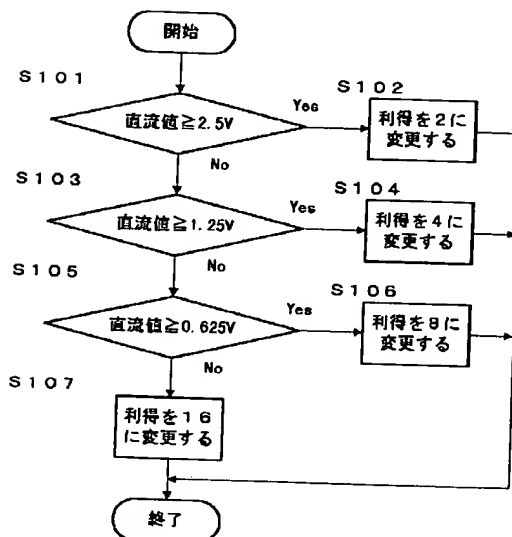 開始
S101
直流値≧2.5V
Yes
S102
利得を2に
変更する
No
S103
直流値≧1.25V
Yes
S104
利得を4に
変更する
No
S105
直流値≧0.625V
Yes
S106
利得を8に
変更する
No
S107
利得を16
に変更する
終了